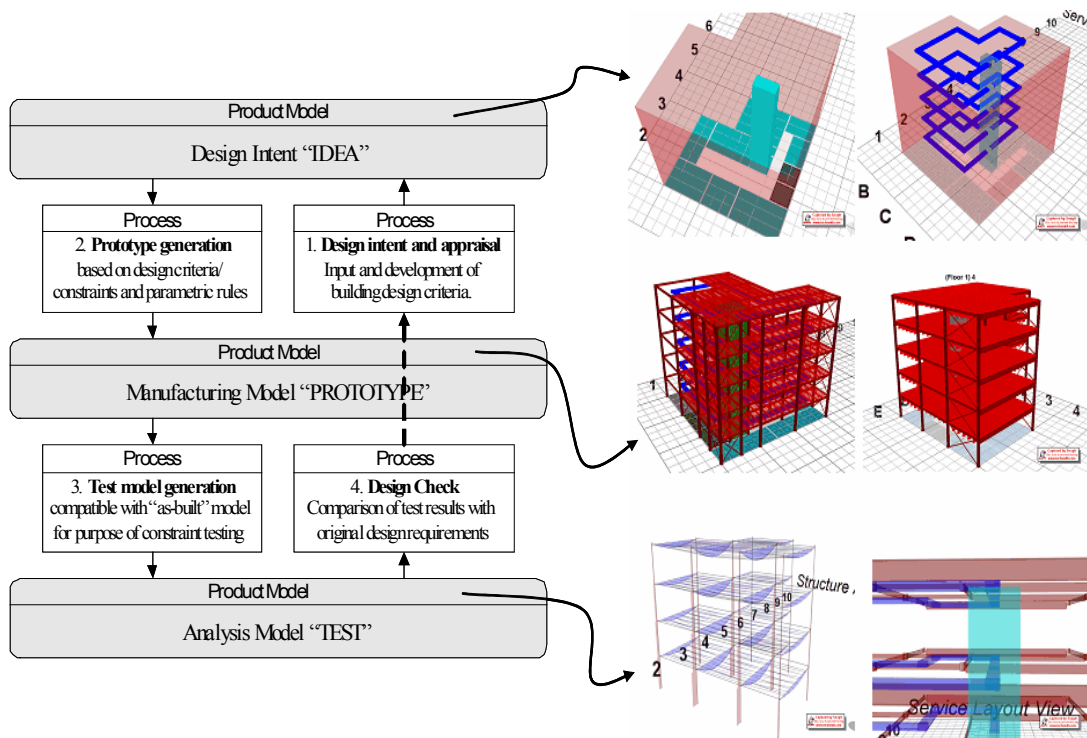 Product Model
Design Intent “IDEA”
Process
2. Prototype generation
based on design criteria/
constraints and parametric rules
Process
1. Design intent and appraisal
Input and development of
building design criteria.
Product Model
Manufacturing Model “PROTOTYPE”
Process
3. Test model generation
compatible with “as-built” model
for purpose of constraint testing
Process
4. Design Check
Comparison of test results with
original design requirements
Product Model
Analysis Model “TEST”
6
5
4
3
2
Serv
10
9
8
4
3
2
1
B
C
1
(Floor 1) 4
E
3
4
Structure
10
9
8
7
6
5
4
3
2
Service Layout View
10